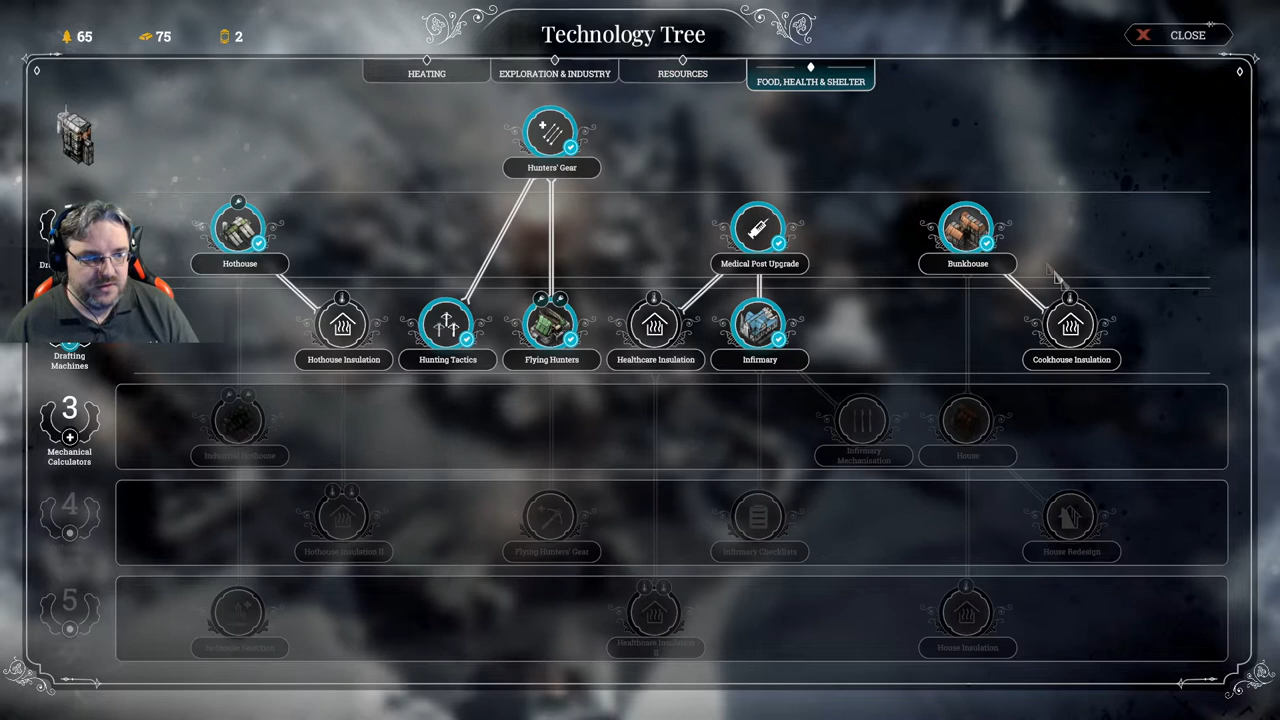 65
75
2
Technology Tree
CLOSE
HEATING
EXPLORATION & INDUSTRY
RESOURCES
FOOD, HEALTH & SHELTER
Hunters' Gear
Hothouse
Medical Post Upgrade
Bunkhouse
Drafting
Machines
Hothouse Insulation
Hunting Tactics
Flying Hunters
Healthcare Insulation
Infirmary
Cookhouse Insulation
3
Mechanical
Calculators
Industrial Hothouse
Infirmary
Mechanisation
House
4
Hothouse Insulation II
Flying Hunters' Gear
Infirmary Checklists
House Redesign
5
Healthcare Insulation
II
House Insulation